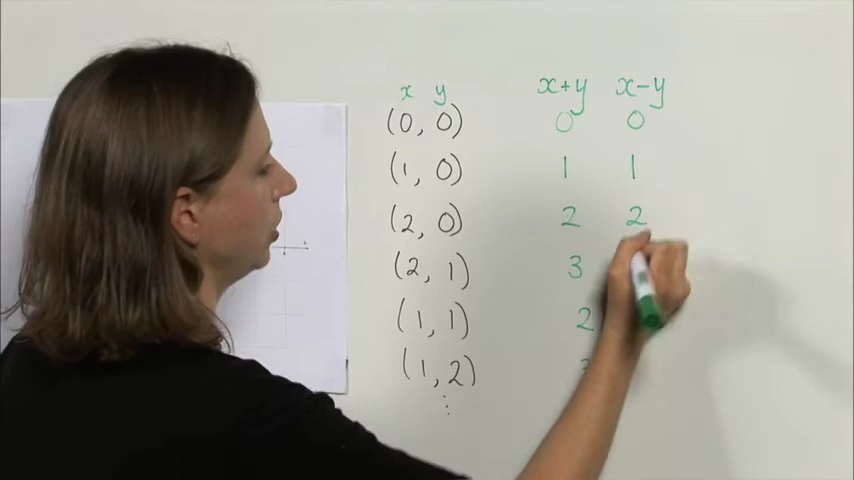 x y x+y x-y
(0, 0) 0 0
(1, 0) 1 1
(2, 0) 2 2
(2, 1) 3
(1, 1) 2
(1, 2)
⋮